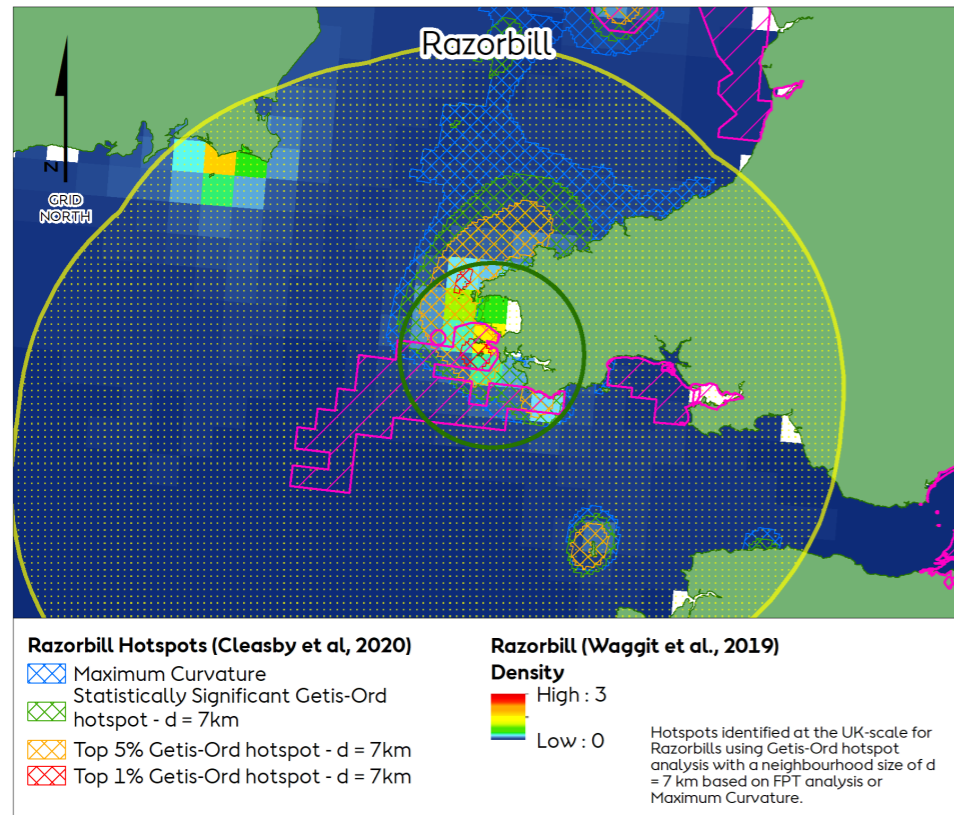 Razorbill
N
GRID
NORTH
Razorbill Hotspots (Cleasby et al, 2020)
Maximum Curvature
Statistically Significant Getis-Ord
hotspot - d = 7km
Top 5% Getis-Ord hotspot - d = 7km
Top 1% Getis-Ord hotspot - d = 7km
Razorbill (Waggit et al., 2019)
Density
High : 3
Low : 0
Hotspots identified at the UK-scale for
Razorbills using Getis-Ord hotspot
analysis with a neighbourhood size of d
= 7 km based on FPT analysis or
Maximum Curvature.